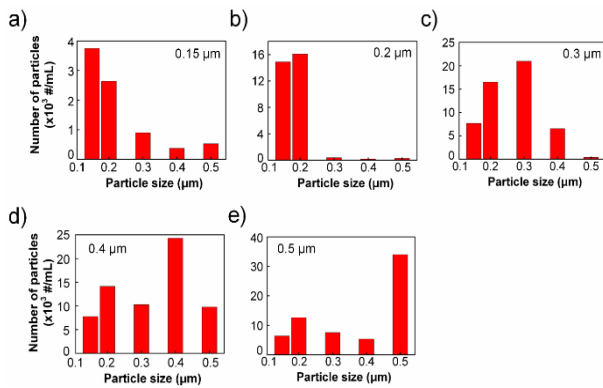 a)
0.15 µm
Number of particles
(x10³ #/mL)
4
3
2
1
0
0.1 0.2 0.3 0.4 0.5
Particle size (µm)
b)
0.2 µm
16
12
8
4
0
0.1 0.2 0.3 0.4 0.5
Particle size (µm)
c)
0.3 µm
25
20
15
10
5
0
0.1 0.2 0.3 0.4 0.5
Particle size (µm)
d)
0.4 µm
Number of particles
(x10³ #/mL)
25
20
15
10
5
0
0.1 0.2 0.3 0.4 0.5
Particle size (µm)
e)
0.5 µm
40
30
20
10
0
0.1 0.2 0.3 0.4 0.5
Particle size (µm)